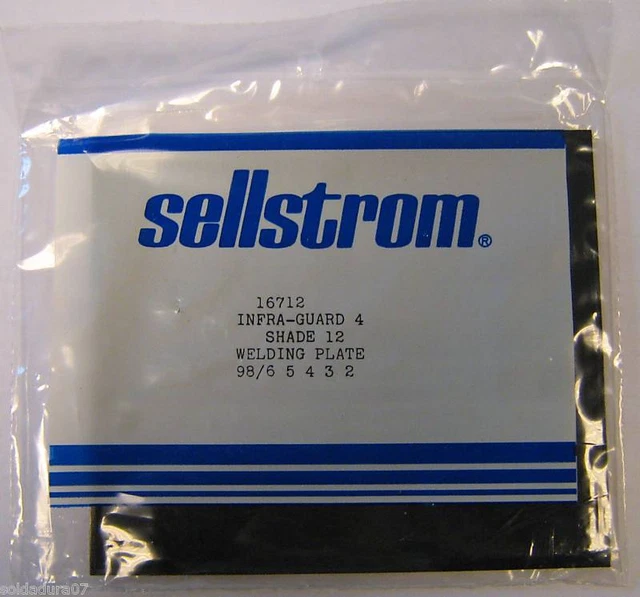 sellstrom®
16712
INFRA-GUARD 4
SHADE 12
WELDING PLATE
98/6 5 4 3 2
soldadura07